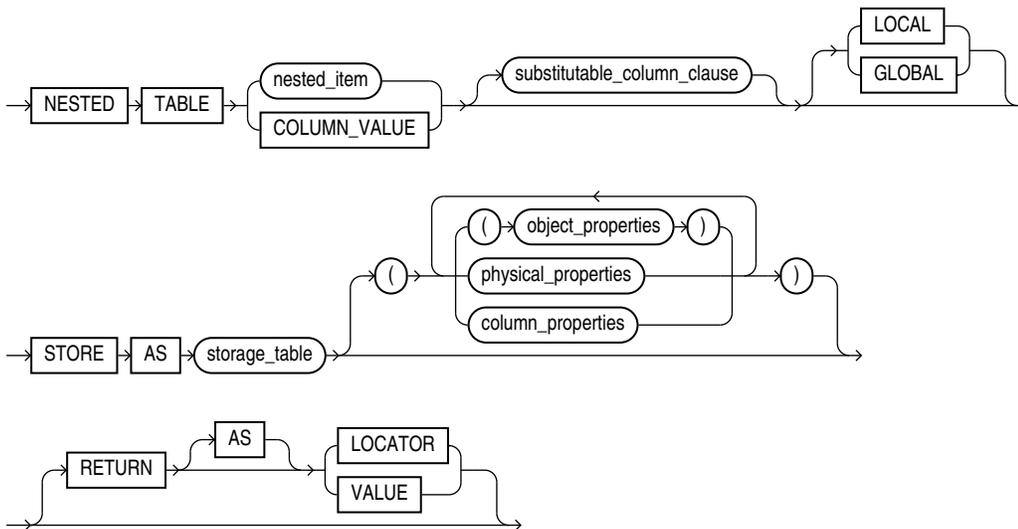 LOCAL
nested_item substitutable_column_clause GLOBAL
NESTED TABLE
COLUMN_VALUE
( object_properties )
( physical_properties )
column_properties
STORE AS storage_table
AS LOCATOR
RETURN
VALUE